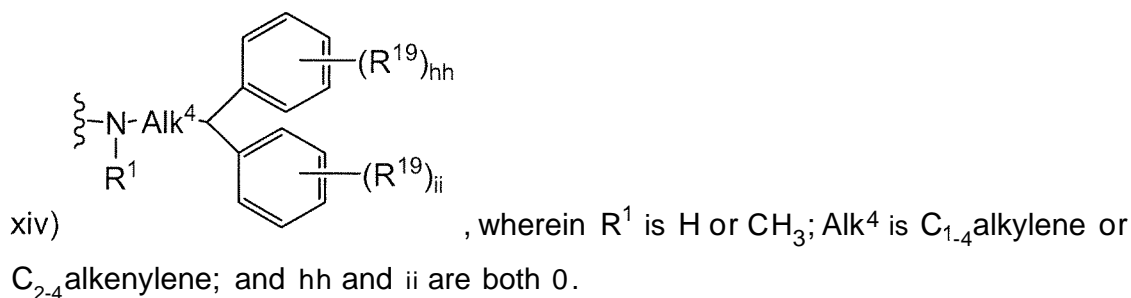 (R¹⁹)hh
N Alk⁴
R¹
(R¹⁹)ii
xiv) , wherein R¹ is H or CH₃; Alk⁴ is C₁₋₄alkylene or
C₂₋₄alkenylene; and hh and ii are both 0.